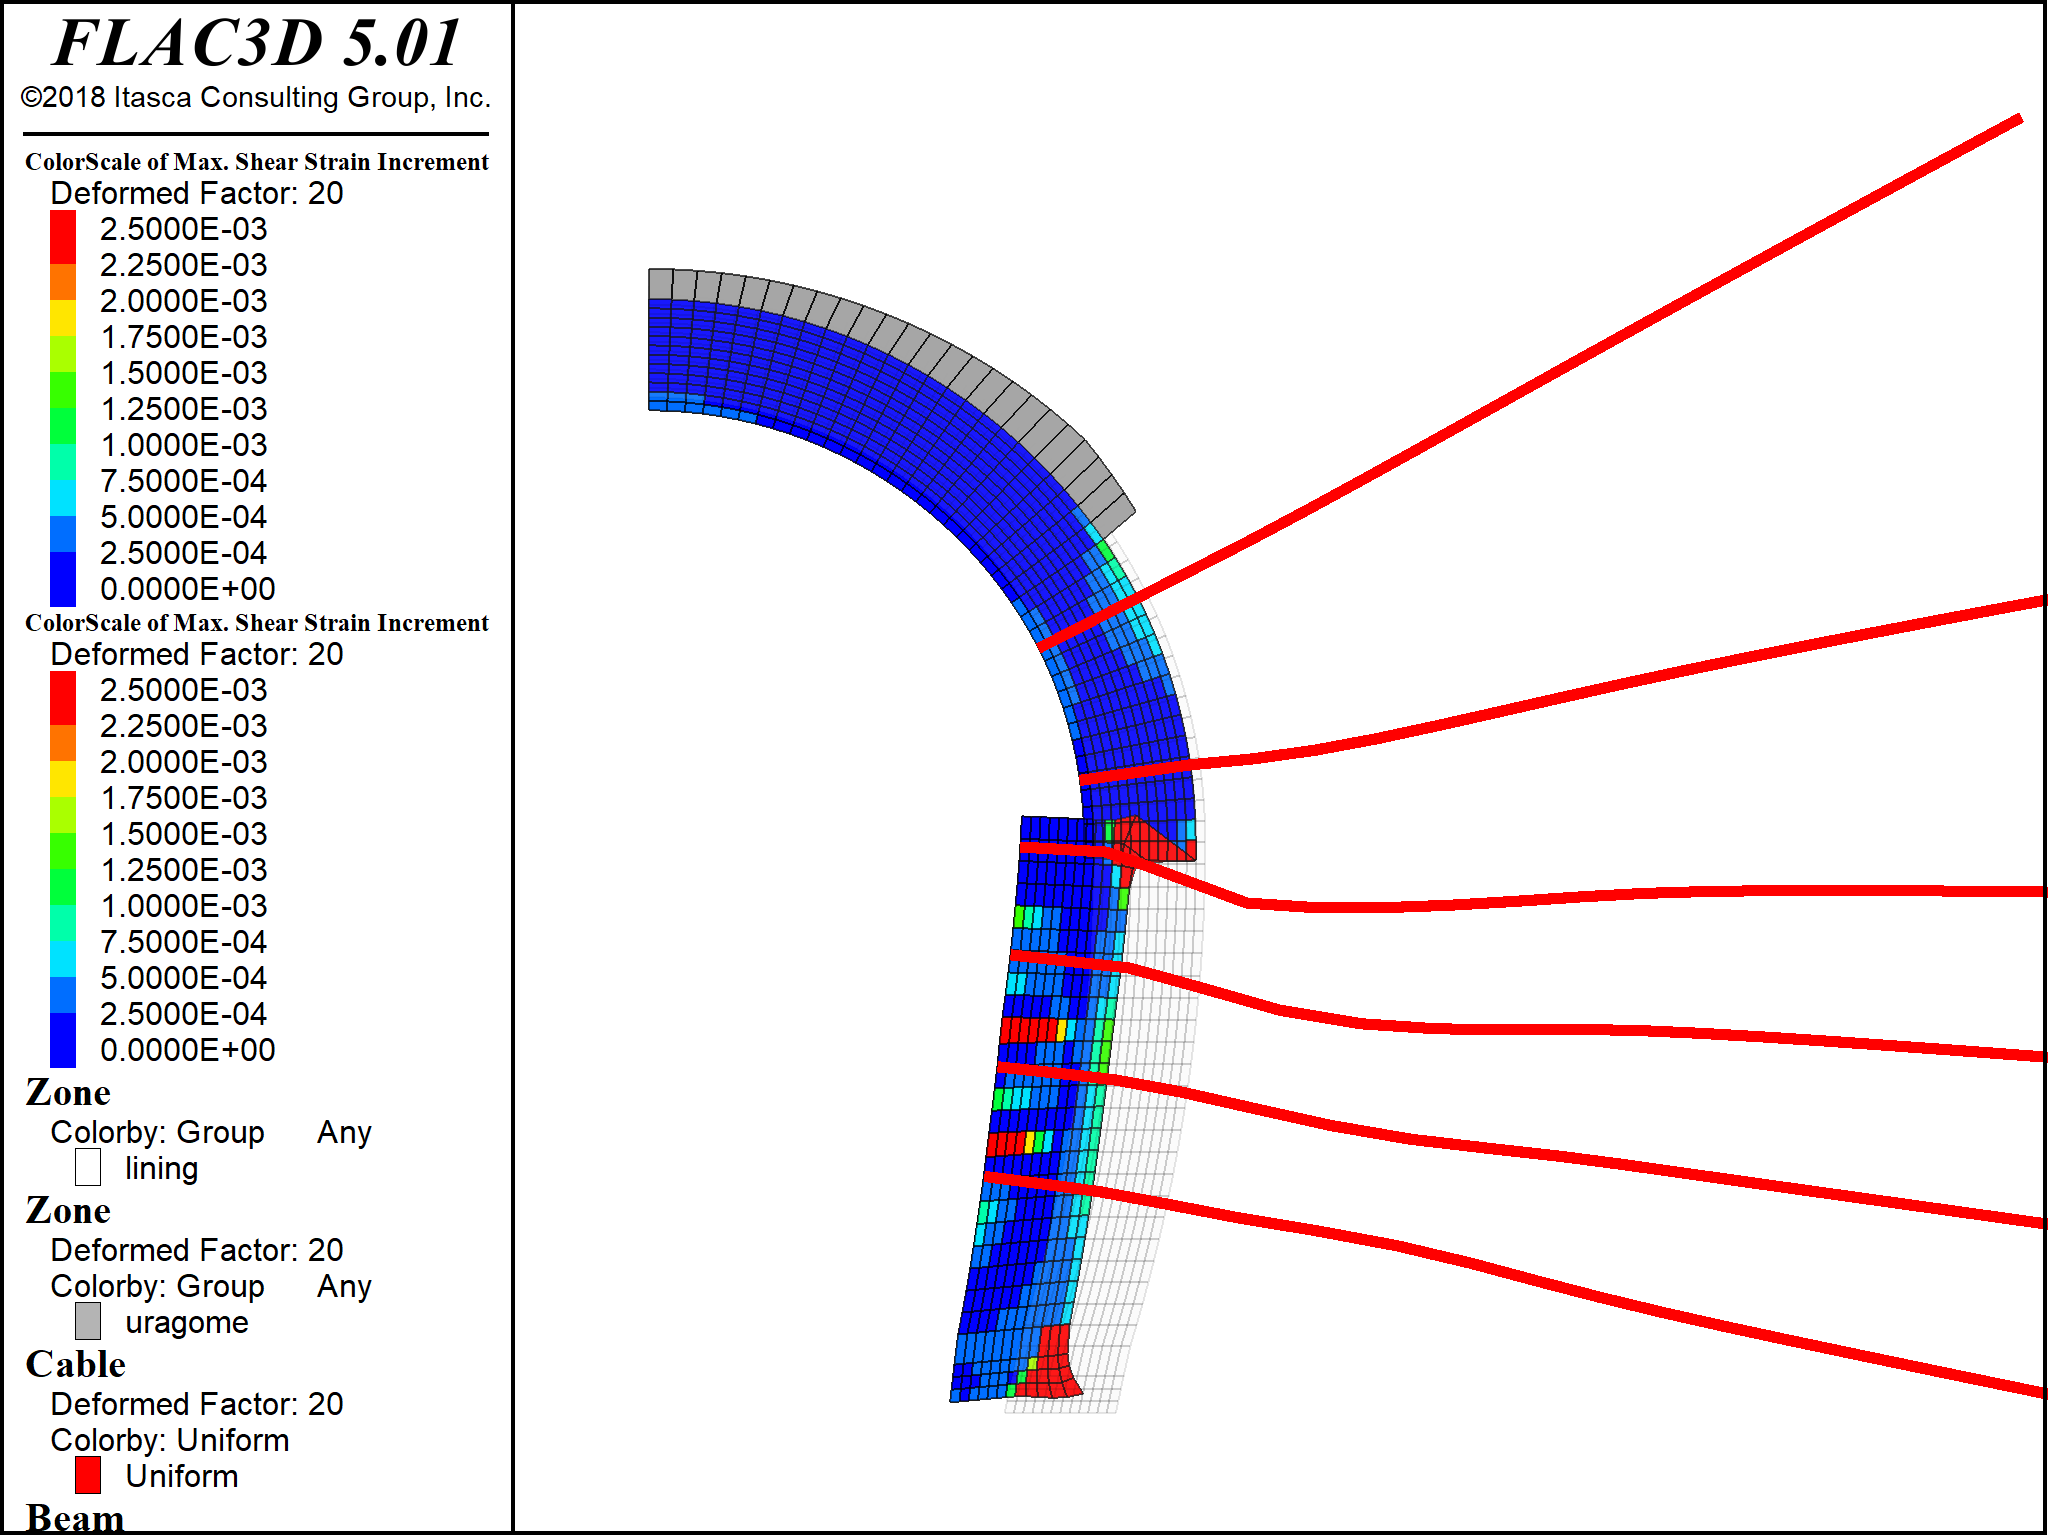 FLAC3D 5.01
©2018 Itasca Consulting Group, Inc.
ColorScale of Max. Shear Strain Increment
Deformed Factor: 20
2.5000E-03
2.2500E-03
2.0000E-03
1.7500E-03
1.5000E-03
1.2500E-03
1.0000E-03
7.5000E-04
5.0000E-04
2.5000E-04
0.0000E+00
ColorScale of Max. Shear Strain Increment
Deformed Factor: 20
2.5000E-03
2.2500E-03
2.0000E-03
1.7500E-03
1.5000E-03
1.2500E-03
1.0000E-03
7.5000E-04
5.0000E-04
2.5000E-04
0.0000E+00
Zone
Colorby: Group Any
lining
Zone
Deformed Factor: 20
Colorby: Group Any
uragome
Cable
Deformed Factor: 20
Colorby: Uniform
Uniform
Beam